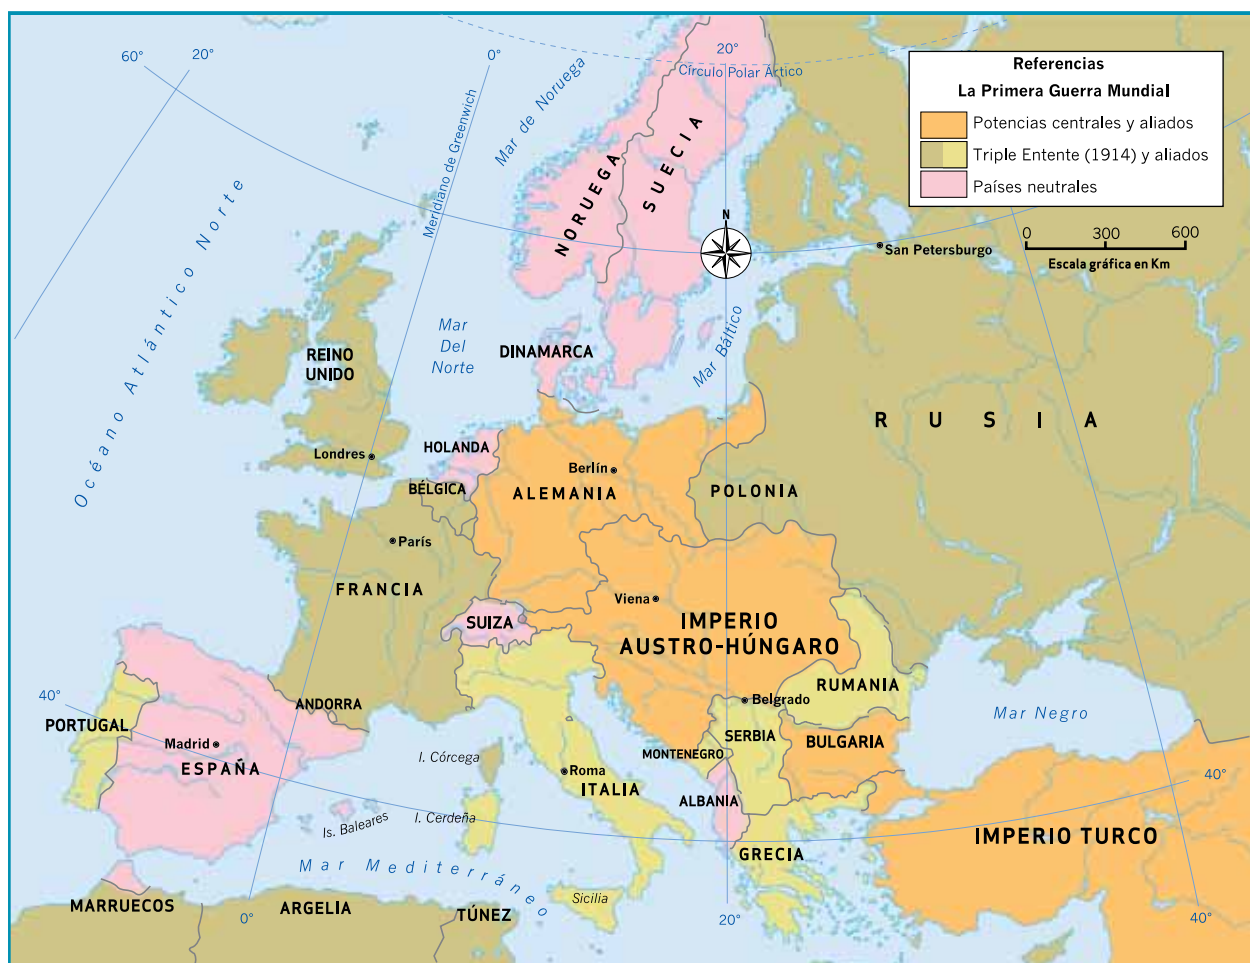 60°
20°
0°
20°
Círculo Polar Ártico
Referencias
La Primera Guerra Mundial
Potencias centrales y aliados
Triple Entente (1914) y aliados
Países neutrales
0 300 600
Escala gráfica en Km
Océano Atlántico Norte
Meridiano de Greenwich
Mar de Noruega
NORUEGA
SUECIA
N
San Petersburgo
Mar
Del
Norte
DINAMARCA
Mar Báltico
REINO
UNIDO
Londres
HOLANDA
BÉLGICA
Berlín
ALEMANIA
POLONIA
RUSIA
París
FRANCIA
Viena
SUIZA
IMPERIO
AUSTRO-HÚNGARO
RUMANIA
Belgrado
SERBIA
BULGARIA
Mar Negro
MONTENEGRO
ALBANIA
40°
PORTUGAL
Madrid
ESPAÑA
ANDORRA
I. Córcega
Roma
ITALIA
Is. Baleares
I. Cerdeña
Mar Mediterráneo
Sicilia
GRECIA
IMPERIO TURCO
40°
MARRUECOS
0°
ARGELIA
TÚNEZ
20°
40°